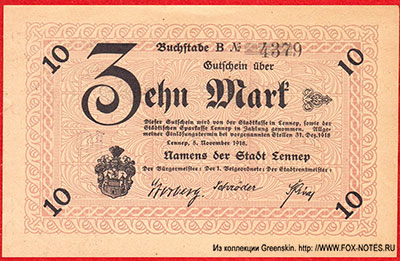 10 Buchstabe B № 4379 10
Gutschein über
Zehn Mark
Dieser Gutschein wird von der Stadtkasse in Lennep, sowie der
Städtischen Sparkasse Lennep in Zahlung genommen. Allge-
meiner Einlösungstermin bei vorgenannten Stellen 31. Dez. 1918
Lennep, 5. November 1918.
Namens der Stadt Lennep
Der Bürgermeister: Der 1. Beigeordnete: Der Stadtrentmeister:
Schröder
10 10
Из коллекции Greenskin. http://WWW.FOX-NOTES.RU